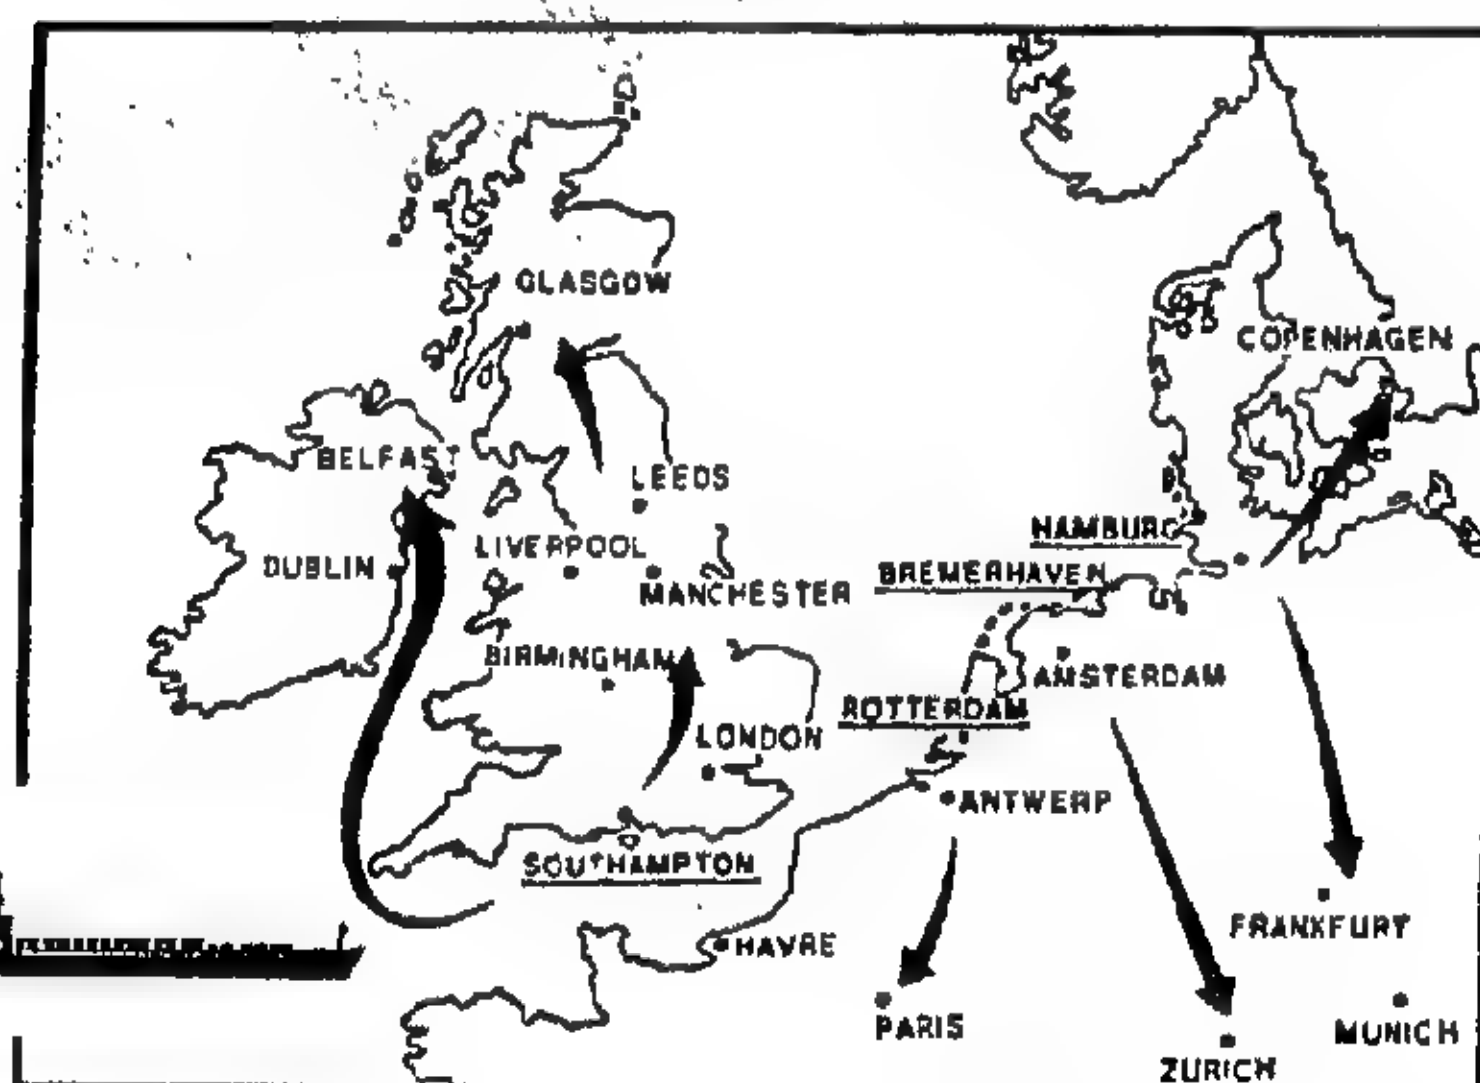 GLASGOW
COPENHAGEN
BELFAST
LEEDS
HAMBURG
LIVERPOOL
DUBLIN
BREMERHAVEN
MANCHESTER
BIRMINGHAM
AMSTERDAM
ROTTERDAM
LONDON
ANTWERP
SOUTHAMPTON
FRANKFURT
HAVRE
PARIS
MUNICH
ZURICH